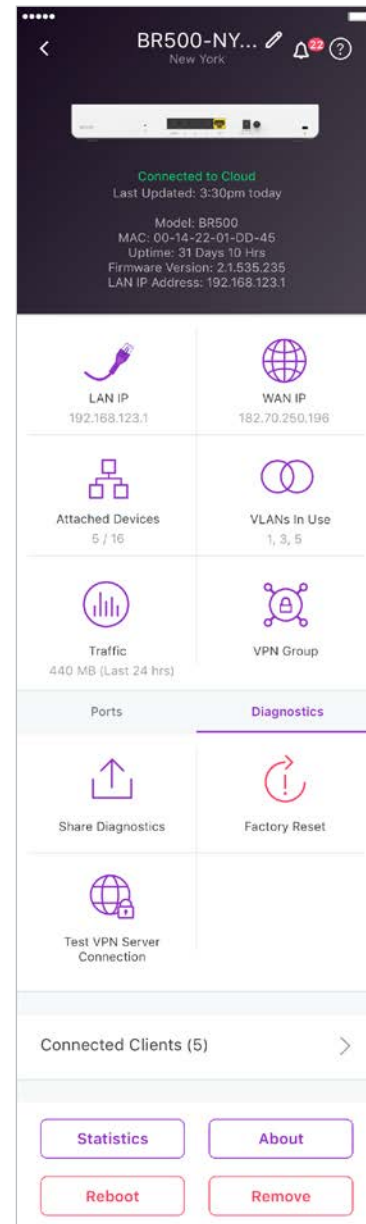 BR500-NY...
22
?
New York
Connected to Cloud
Last Updated: 3:30pm today
Model: BR500
MAC: 00-14-22-01-DD-45
Uptime: 31 Days 10 Hrs
Firmware Version: 2.1.535.235
LAN IP Address: 192.168.123.1
LAN IP
192.168.123.1
WAN IP
182.70.250.196
Attached Devices
5 / 16
VLANs In Use
1, 3, 5
Traffic
440 MB (Last 24 hrs)
VPN Group
Ports
Diagnostics
Share Diagnostics
Factory Reset
Test VPN Server
Connection
Connected Clients (5)
Statistics
About
Reboot
Remove